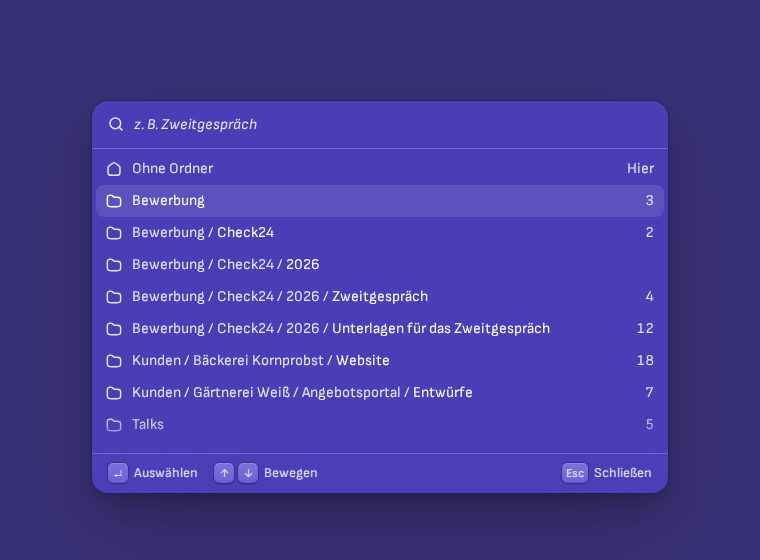 z. B. Zweitgespräch
Ohne Ordner Hier
Bewerbung 3
Bewerbung / Check24 2
Bewerbung / Check24 / 2026
Bewerbung / Check24 / 2026 / Zweitgespräch 4
Bewerbung / Check24 / 2026 / Unterlagen für das Zweitgespräch 12
Kunden / Bäckerei Kornprobst / Website 18
Kunden / Gärtnerei Weiß / Angebotsportal / Entwürfe 7
Talks 5
↵ Auswählen ↑ ↓ Bewegen Esc Schließen